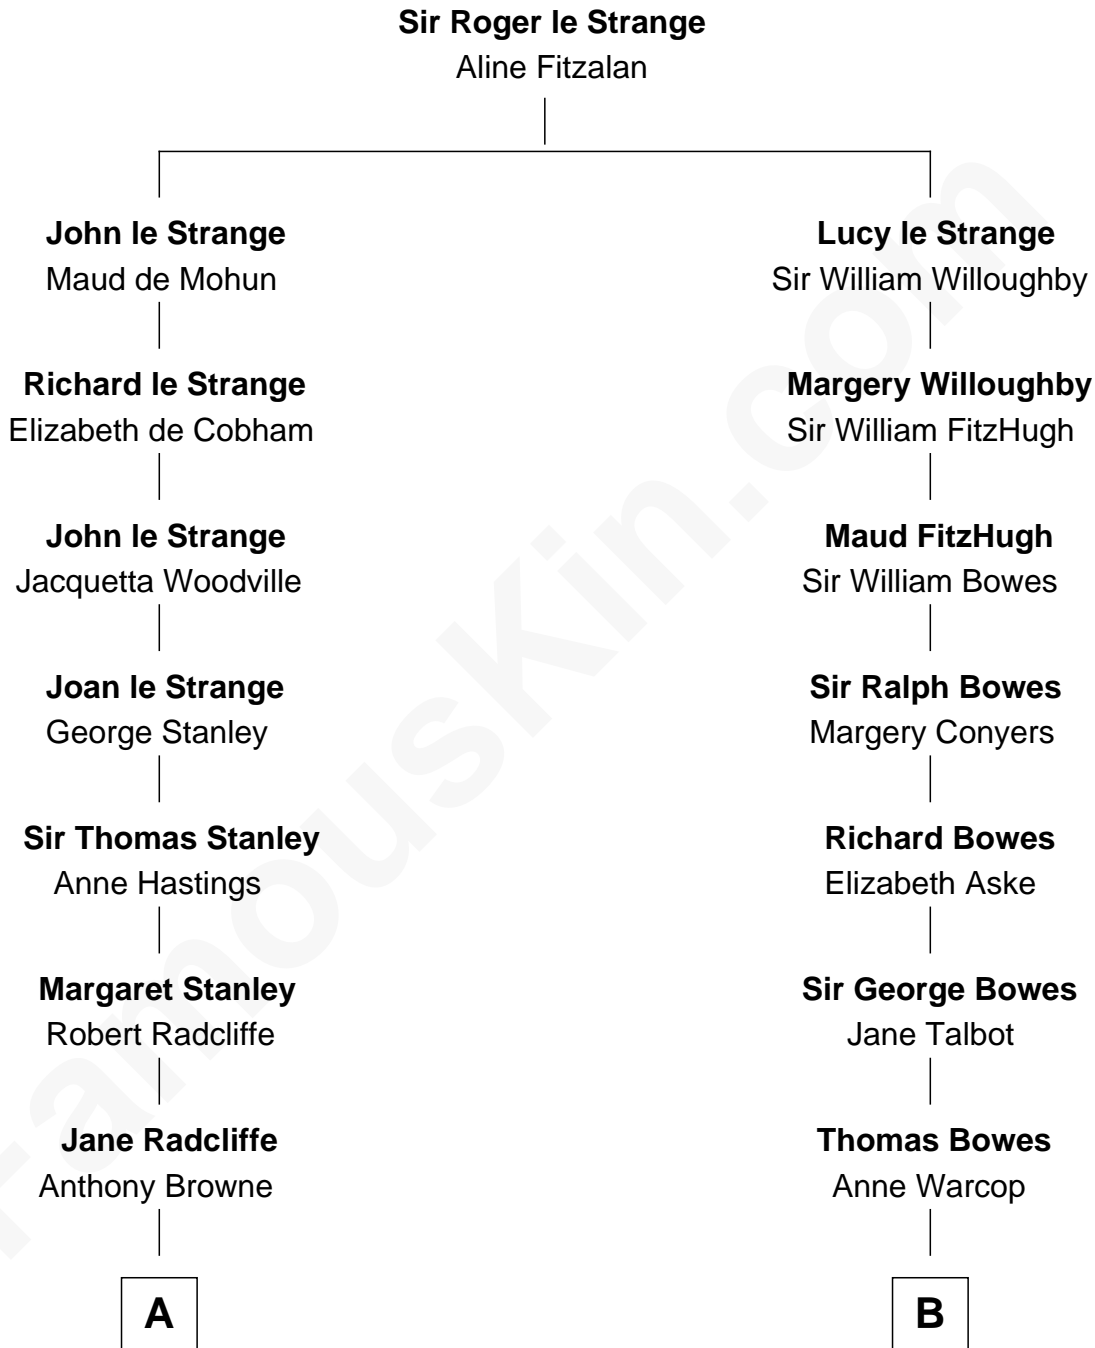 Sir Roger le Strange
Aline Fitzalan
John le Strange
Maud de Mohun
Richard le Strange
Elizabeth de Cobham
John le Strange
Jacquetta Woodville
Joan le Strange
George Stanley
Sir Thomas Stanley
Anne Hastings
Margaret Stanley
Robert Radcliffe
Jane Radcliffe
Anthony Browne
A
Lucy le Strange
Sir William Willoughby
Margery Willoughby
Sir William FitzHugh
Maud FitzHugh
Sir William Bowes
Sir Ralph Bowes
Margery Conyers
Richard Bowes
Elizabeth Aske
Sir George Bowes
Jane Talbot
Thomas Bowes
Anne Warcop
B
FamousKin.com